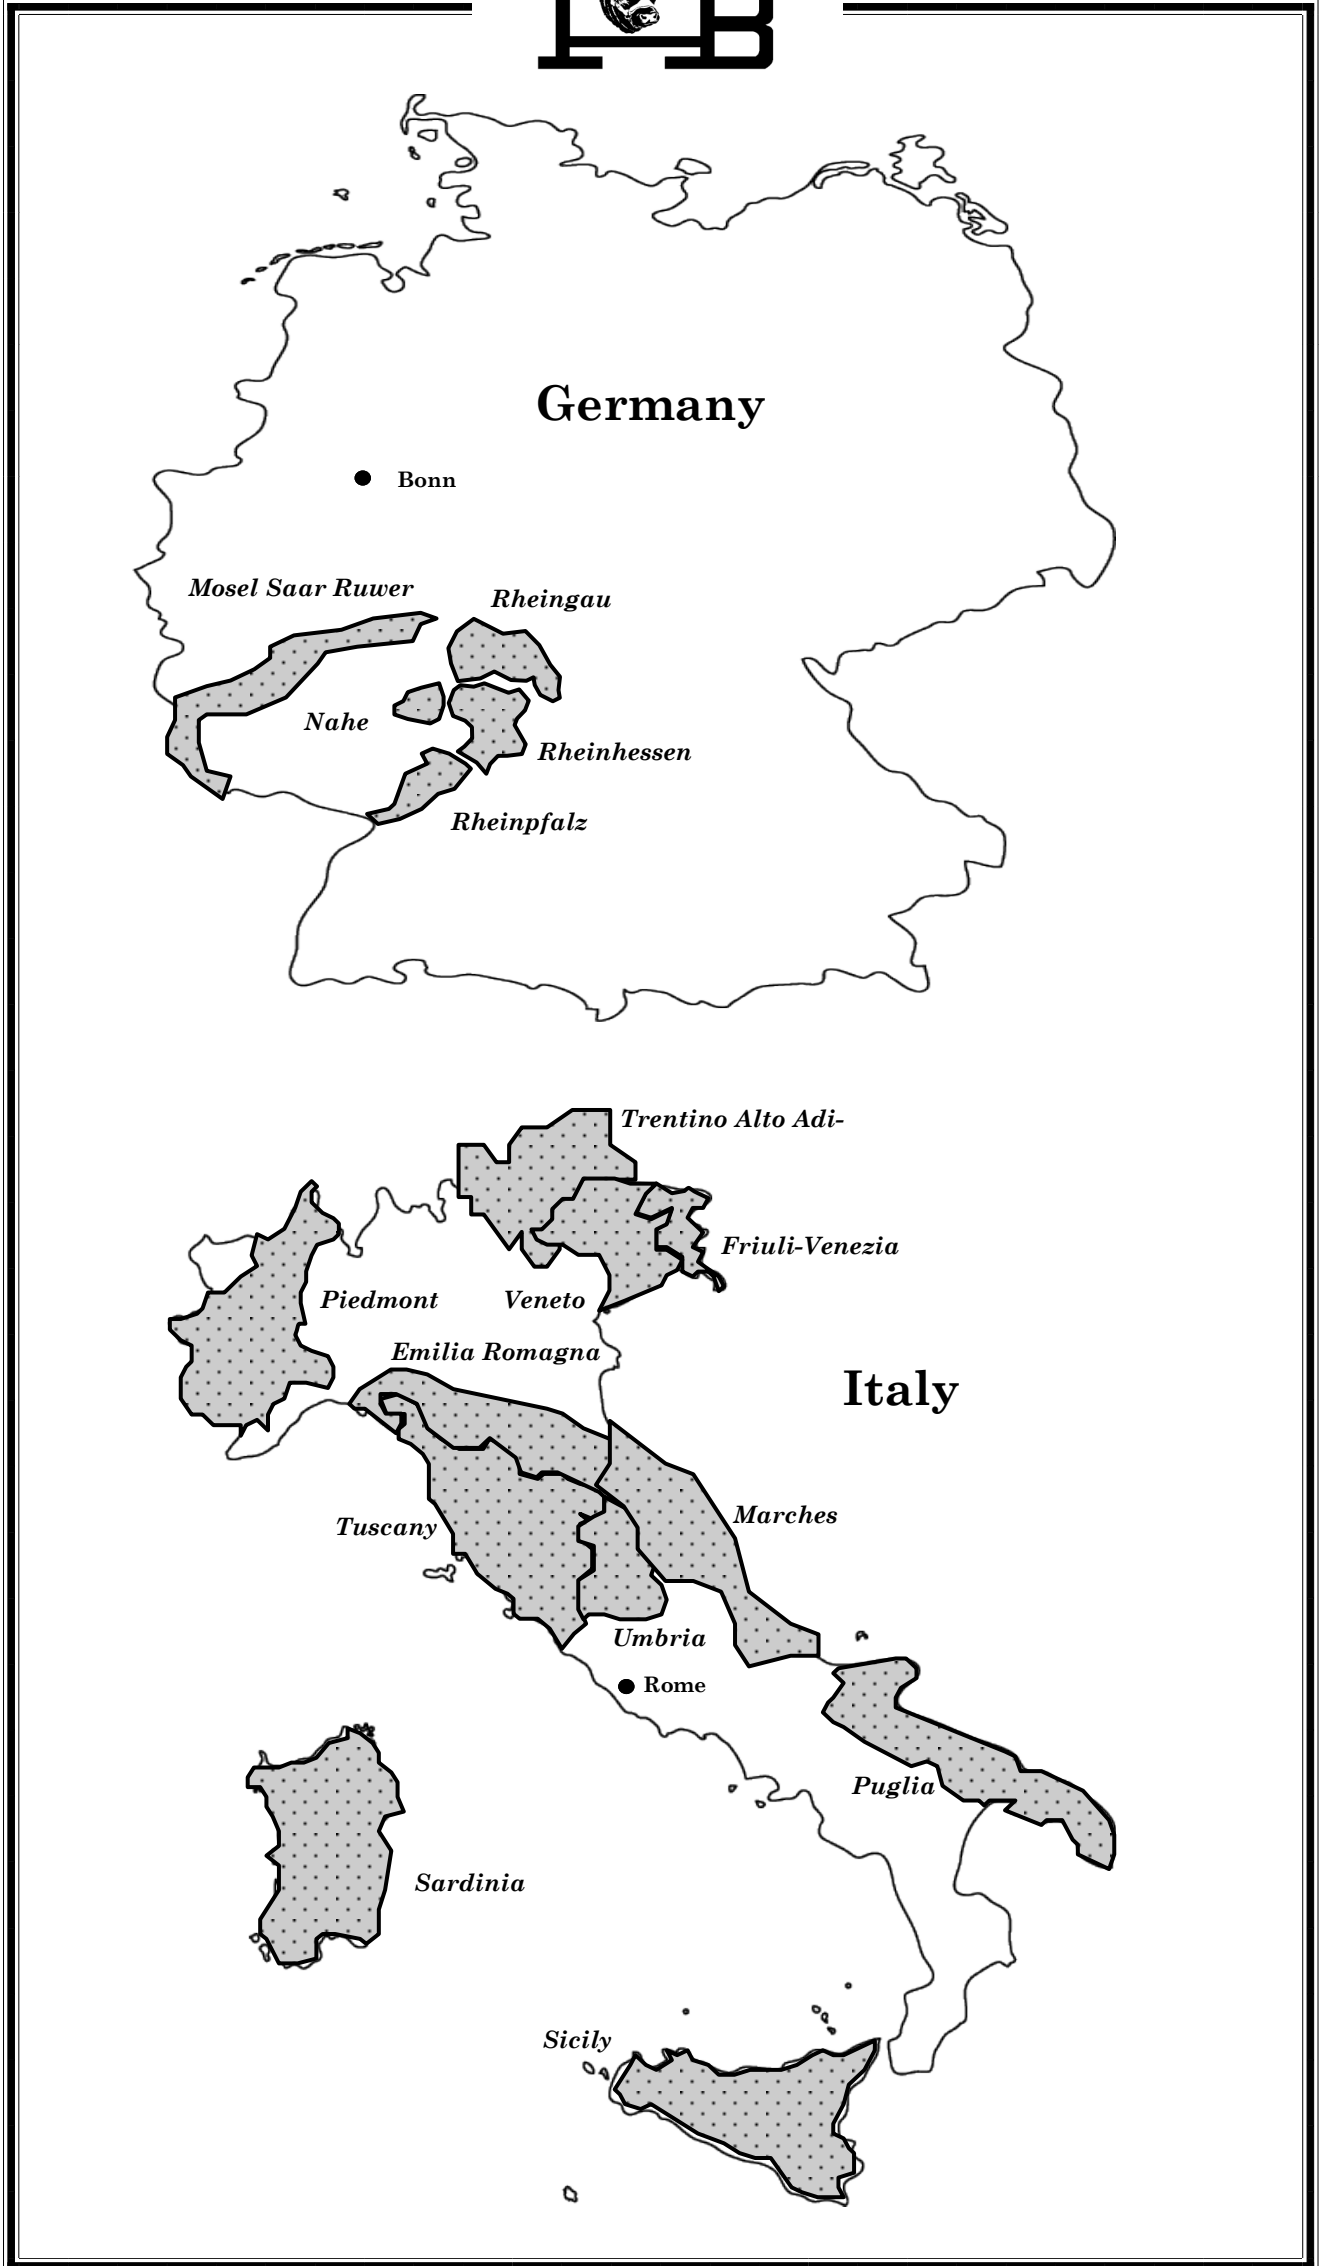 B
Germany
Bonn
Mosel Saar Ruwer
Rheingau
Nahe
Rheinhessen
Rheinpfalz
Trentino Alto Adi-
Friuli-Venezia
Piedmont
Veneto
Emilia Romagna
Italy
Marches
Tuscany
Umbria
Rome
Puglia
Sardinia
Sicily